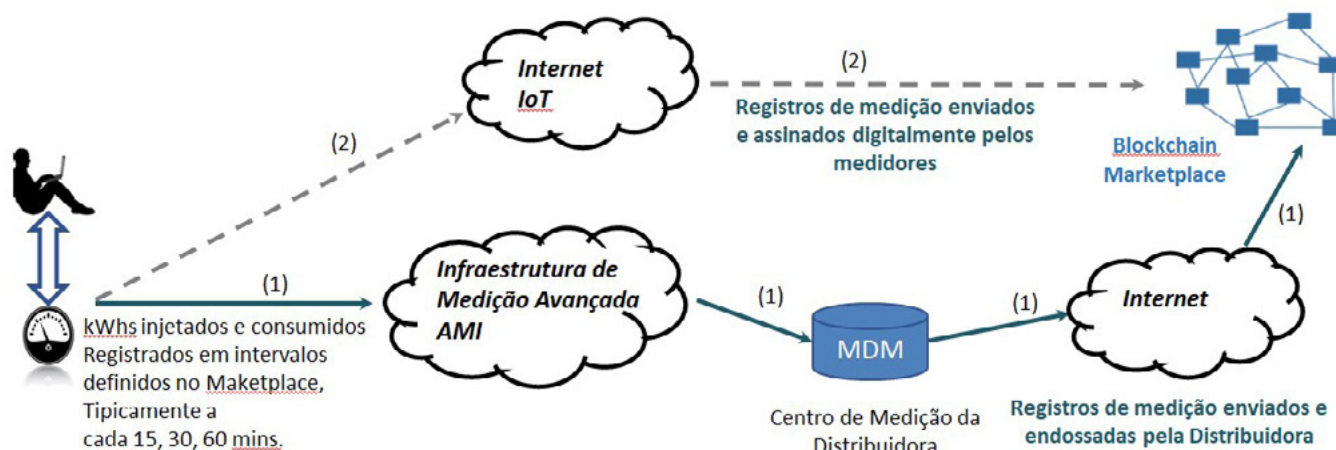 Internet
IoT
(2)
(2)
Registros de medição enviados
e assinados digitalmente pelos
medidores
Blockchain
Marketplace
(1)
Infraestrutura de
Medição Avançada
AMI
(1)
(1)
MDM
(1)
Internet
kWhs injetados e consumidos
Registrados em intervalos
definidos no Maketplace,
Tipicamente a
cada 15, 30, 60 mins.
Centro de Medição da
Distribuidora
Registros de medição enviados e
endossadas pela Distribuidora